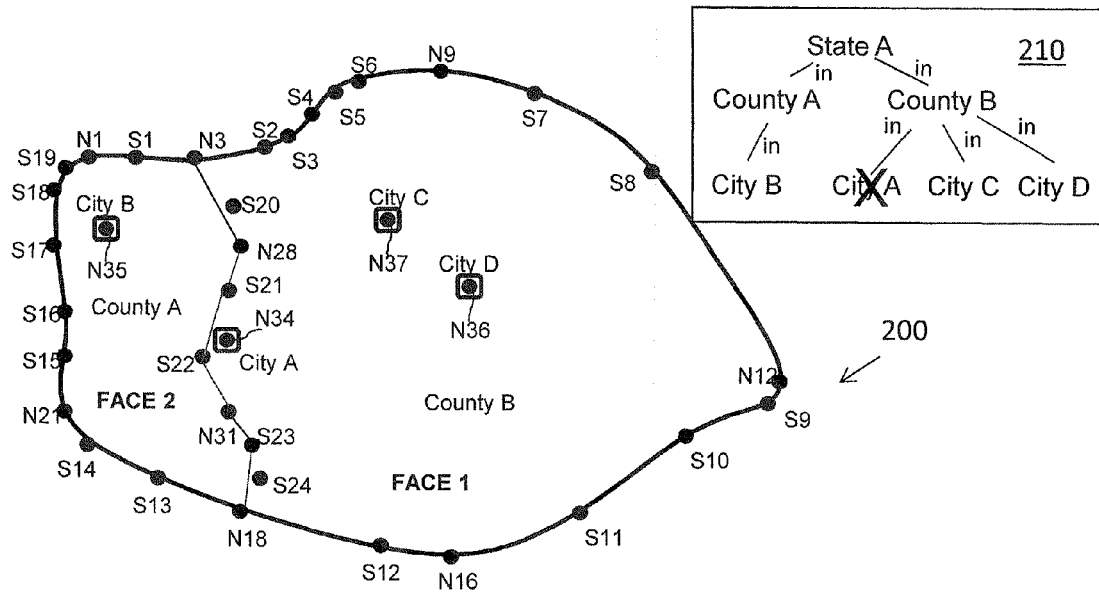 State A
210
in
in
County A
County B
in
in
in
in
City B
City A
City C
City D
N9
S6
S4
S5
S7
S2
S3
N1
S1
N3
S19
S18
S8
City B
S20
City C
S17
N35
N28
N37
City D
S21
County A
S16
N34
N36
S15
S22
City A
200
N12
FACE 2
County B
S9
N21
N31
S23
S10
S14
S24
FACE 1
S13
N18
S11
S12
N16